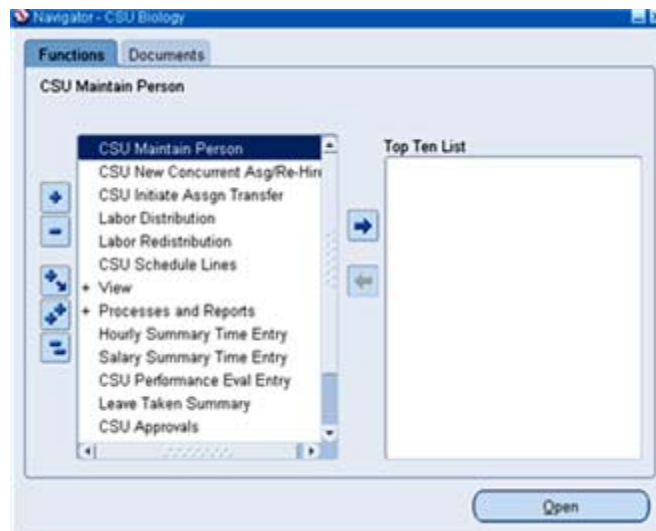 Navigator - CSU Biology
Functions Documents
CSU Maintain Person
Top Ten List
CSU Maintain Person
CSU New Concurrent Asg/Re-Hire
CSU Initiate Assgn Transfer
Labor Distribution
Labor Redistribution
CSU Schedule Lines
+ View
+ Processes and Reports
Hourly Summary Time Entry
Salary Summary Time Entry
CSU Performance Eval Entry
Leave Taken Summary
CSU Approvals
Open